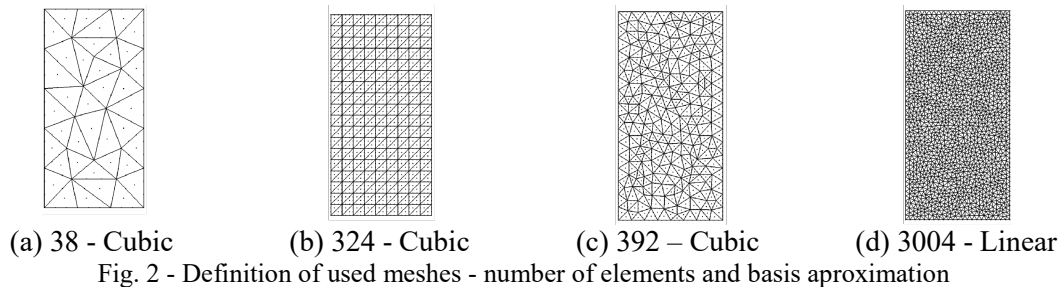 (a) 38 - Cubic (b) 324 - Cubic (c) 392 – Cubic (d) 3004 - Linear
Fig. 2 - Definition of used meshes - number of elements and basis aproximation